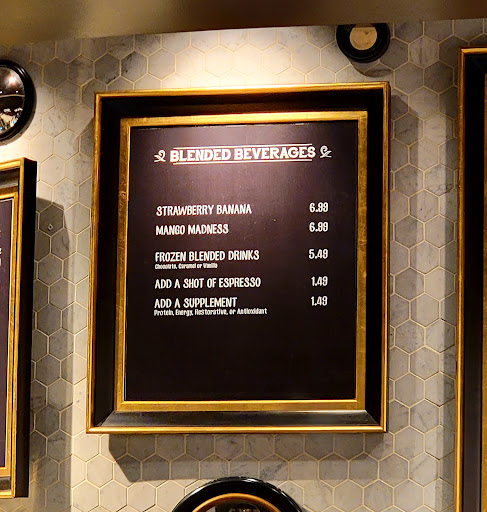 BLENDED BEVERAGES
STRAWBERRY BANANA 6.99
MANGO MADNESS 6.99
FROZEN BLENDED DRINKS 5.49
Chocolate, Caramel or Vanilla
ADD A SHOT OF ESPRESSO 1.49
ADD A SUPPLEMENT 1.49
Protein, Energy, Restorative, or Antioxidant